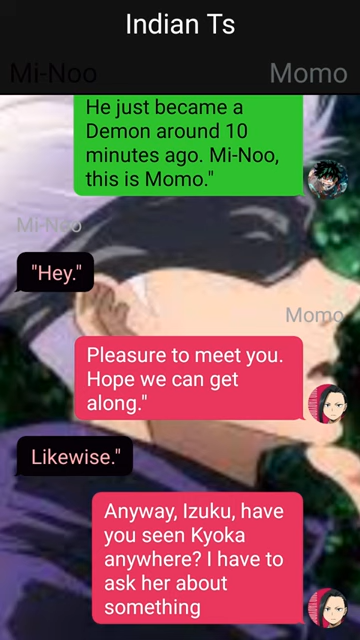 Indian Ts
Mi-Noo
Momo
He just became a
Demon around 10
minutes ago. Mi-Noo,
this is Momo."
Mi-Noo
"Hey."
Momo
Pleasure to meet you.
Hope we can get
along."
Likewise."
Anyway, Izuku, have
you seen Kyoka
anywhere? I have to
ask her about
something